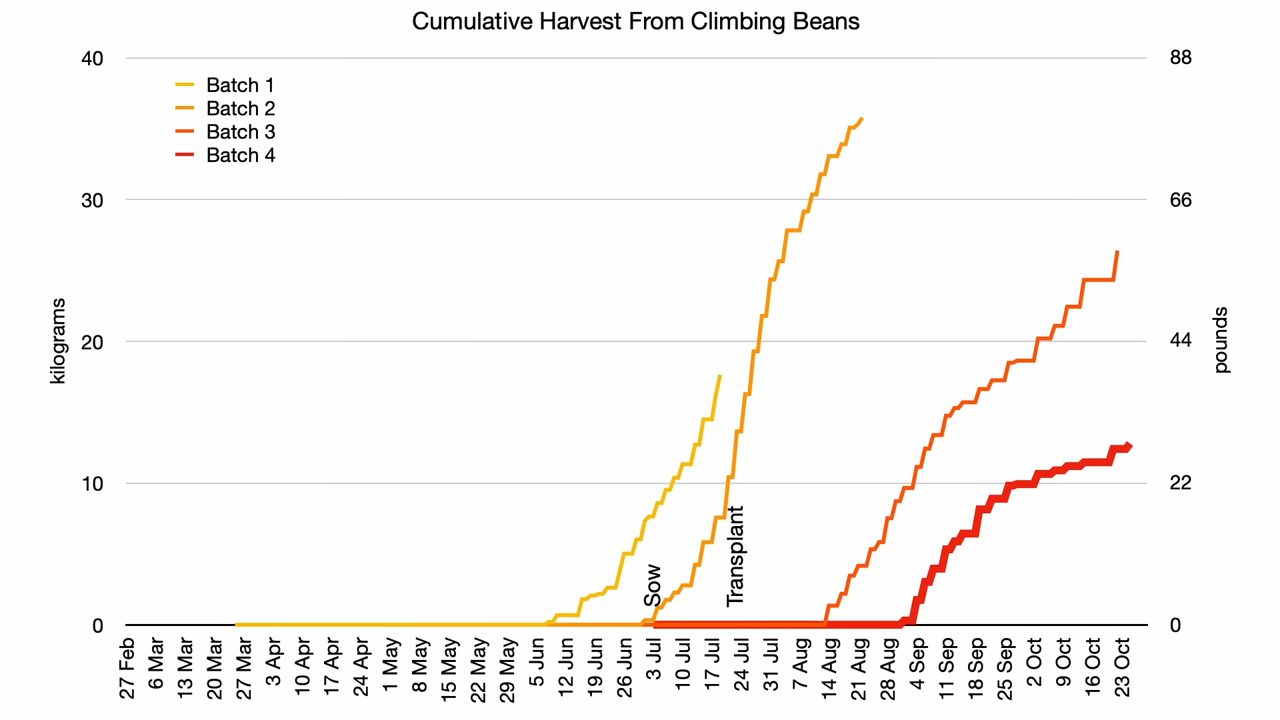 Cumulative Harvest From Climbing Beans
40
30
20
10
0
kilograms
88
66
44
22
0
pounds
Batch 1
Batch 2
Batch 3
Batch 4
Sow
Transplant
27 Feb
6 Mar
13 Mar
20 Mar
27 Mar
3 Apr
10 Apr
17 Apr
24 Apr
1 May
8 May
15 May
22 May
29 May
5 Jun
12 Jun
19 Jun
26 Jun
3 Jul
10 Jul
17 Jul
24 Jul
31 Jul
7 Aug
14 Aug
21 Aug
28 Aug
4 Sep
11 Sep
18 Sep
25 Sep
2 Oct
9 Oct
16 Oct
23 Oct